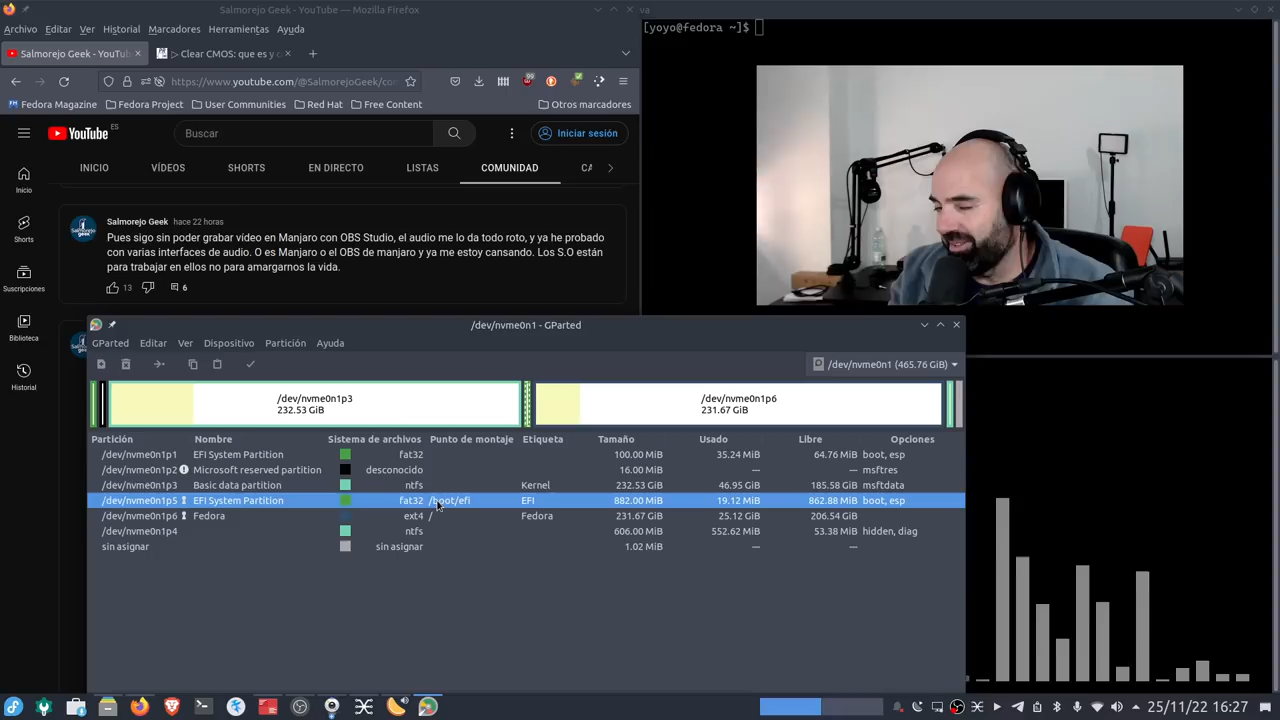 Salmorejo Geek - YouTube — Mozilla Firefox
va
Archivo Editar Ver Historial Marcadores Herramientas Ayuda
[yoyo@fedora ~]$
Salmorejo Geek - YouTub
▷ Clear CMOS: que es y c
https://www.youtube.com/@SalmorejoGeek/com
Fedora Magazine
Fedora Project
User Communities
Red Hat
Free Content
Otros marcadores
YouTube ES
Buscar
Iniciar sesión
INICIO VÍDEOS SHORTS EN DIRECTO LISTAS COMUNIDAD CA
Inicio
Shorts
Suscripciones
Biblioteca
Historial
Salmorejo Geek hace 22 horas
Pues sigo sin poder grabar video en Manjaro con OBS Studio, el audio me lo da todo roto, y ya he probado
con varias interfaces de audio. O es Manjaro o el OBS de manjaro y ya me estoy cansando. Los S.O están
para trabajar en ellos no para amargarnos la vida.
13 6
/dev/nvme0n1 - GParted
GParted Editar Ver Dispositivo Partición Ayuda
/dev/nvme0n1 (465.76 GiB)
/dev/nvme0n1p3
232.53 GiB
/dev/nvme0n1p6
231.67 GiB
Partición Nombre Sistema de archivos Punto de montaje Etiqueta Tamaño Usado Libre Opciones
/dev/nvme0n1p1 EFI System Partition fat32 100.00 MiB 35.24 MiB 64.76 MiB boot, esp
/dev/nvme0n1p2 Microsoft reserved partition desconocido 16.00 MiB — — msftres
/dev/nvme0n1p3 Basic data partition ntfs Kernel 232.53 GiB 46.95 GiB 185.58 GiB msftdata
/dev/nvme0n1p5 EFI System Partition fat32 /boot/efi EFI 882.00 MiB 19.12 MiB 862.88 MiB boot, esp
/dev/nvme0n1p6 Fedora ext4 / Fedora 231.67 GiB 25.12 GiB 206.54 GiB
/dev/nvme0n1p4 ntfs 606.00 MiB 552.62 MiB 53.38 MiB hidden, diag
sin asignar sin asignar 1.02 MiB — —
25/11/22 16:27